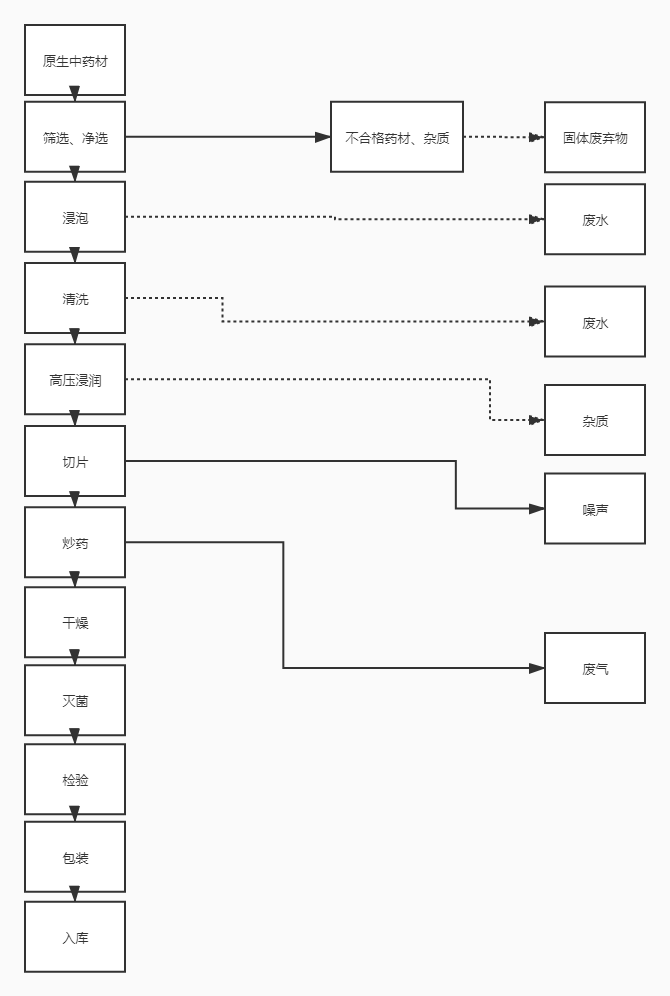 原生中药材
筛选、净选
不合格药材、杂质
固体废弃物
浸泡
废水
清洗
废水
高压浸润
杂质
切片
噪声
炒药
干燥
废气
灭菌
检验
包装
入库